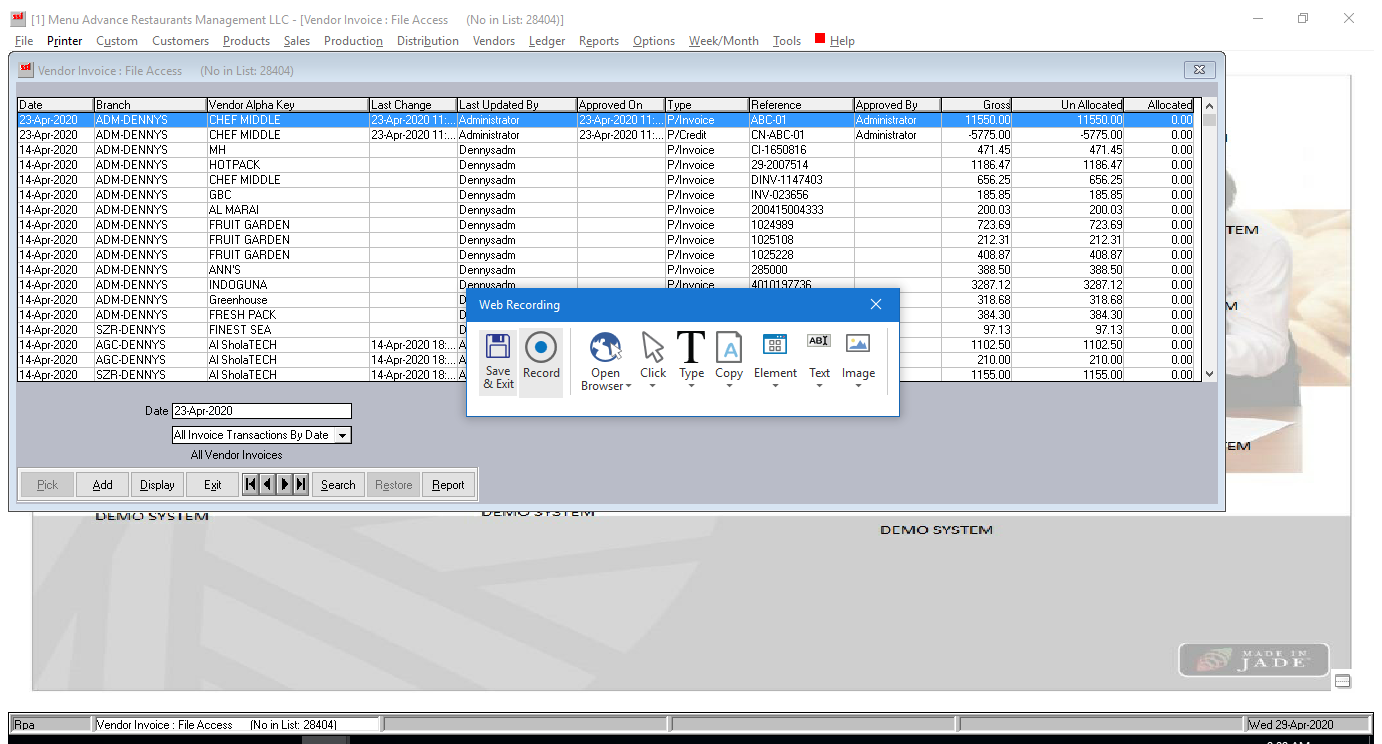 [1] Menu Advance Restaurants Management LLC - [Vendor Invoice : File Access (No in List: 28404)]
File Printer Custom Customers Products Sales Production Distribution Vendors Ledger Reports Options Week/Month Tools Help
Vendor Invoice : File Access (No in List: 28404)
Date Branch Vendor Alpha Key Last Change Last Updated By Approved On Type Reference Approved By Gross Un Allocated Allocated
23-Apr-2020 ADM-DENNYS CHEF MIDDLE 23-Apr-2020 11:... Administrator 23-Apr-2020 11:... P/Invoice ABC-01 Administrator 11550.00 11550.00 0.00
23-Apr-2020 ADM-DENNYS CHEF MIDDLE 23-Apr-2020 11:... Administrator 23-Apr-2020 11:... P/Credit CN-ABC-01 Administrator -5775.00 -5775.00 0.00
14-Apr-2020 ADM-DENNYS MH Dennysadm P/Invoice CI-1650816 471.45 471.45 0.00
14-Apr-2020 ADM-DENNYS HOTPACK Dennysadm P/Invoice 29-2007514 1186.47 1186.47 0.00
14-Apr-2020 ADM-DENNYS CHEF MIDDLE Dennysadm P/Invoice DINV-1147403 656.25 656.25 0.00
14-Apr-2020 ADM-DENNYS GBC Dennysadm P/Invoice INV-023656 185.85 185.85 0.00
14-Apr-2020 ADM-DENNYS AL MARAI Dennysadm P/Invoice 200415004333 200.03 200.03 0.00
14-Apr-2020 ADM-DENNYS FRUIT GARDEN Dennysadm P/Invoice 1024989 723.69 723.69 0.00
14-Apr-2020 ADM-DENNYS FRUIT GARDEN Dennysadm P/Invoice 1025108 212.31 212.31 0.00
14-Apr-2020 ADM-DENNYS FRUIT GARDEN Dennysadm P/Invoice 1025228 408.87 408.87 0.00
14-Apr-2020 ADM-DENNYS ANN'S Dennysadm P/Invoice 285000 388.50 388.50 0.00
14-Apr-2020 ADM-DENNYS INDOGUNA Dennysadm P/Invoice 4010197736 3287.12 3287.12 0.00
14-Apr-2020 ADM-DENNYS Greenhouse 318.68 318.68 0.00
14-Apr-2020 ADM-DENNYS FRESH PACK 384.30 384.30 0.00
14-Apr-2020 SZR-DENNYS FINEST SEA 97.13 97.13 0.00
14-Apr-2020 AGC-DENNYS Al SholaTECH 14-Apr-2020 18:... 1102.50 1102.50 0.00
14-Apr-2020 AGC-DENNYS Al SholaTECH 14-Apr-2020 18:... 210.00 210.00 0.00
14-Apr-2020 SZR-DENNYS Al SholaTECH 14-Apr-2020 18:... 1155.00 1155.00 0.00
Web Recording
Save & Exit
Record
Open Browser
Click
Type
Copy
Element
Text
Image
Date 23-Apr-2020
All Invoice Transactions By Date
All Vendor Invoices
Pick Add Display Exit Search Restore Report
TEM
EM
DEMO SYSTEM
DEMO SYSTEM
DEMO SYSTEM
MADE IN
JADE
Rpa Vendor Invoice : File Access (No in List: 28404) Wed 29-Apr-2020